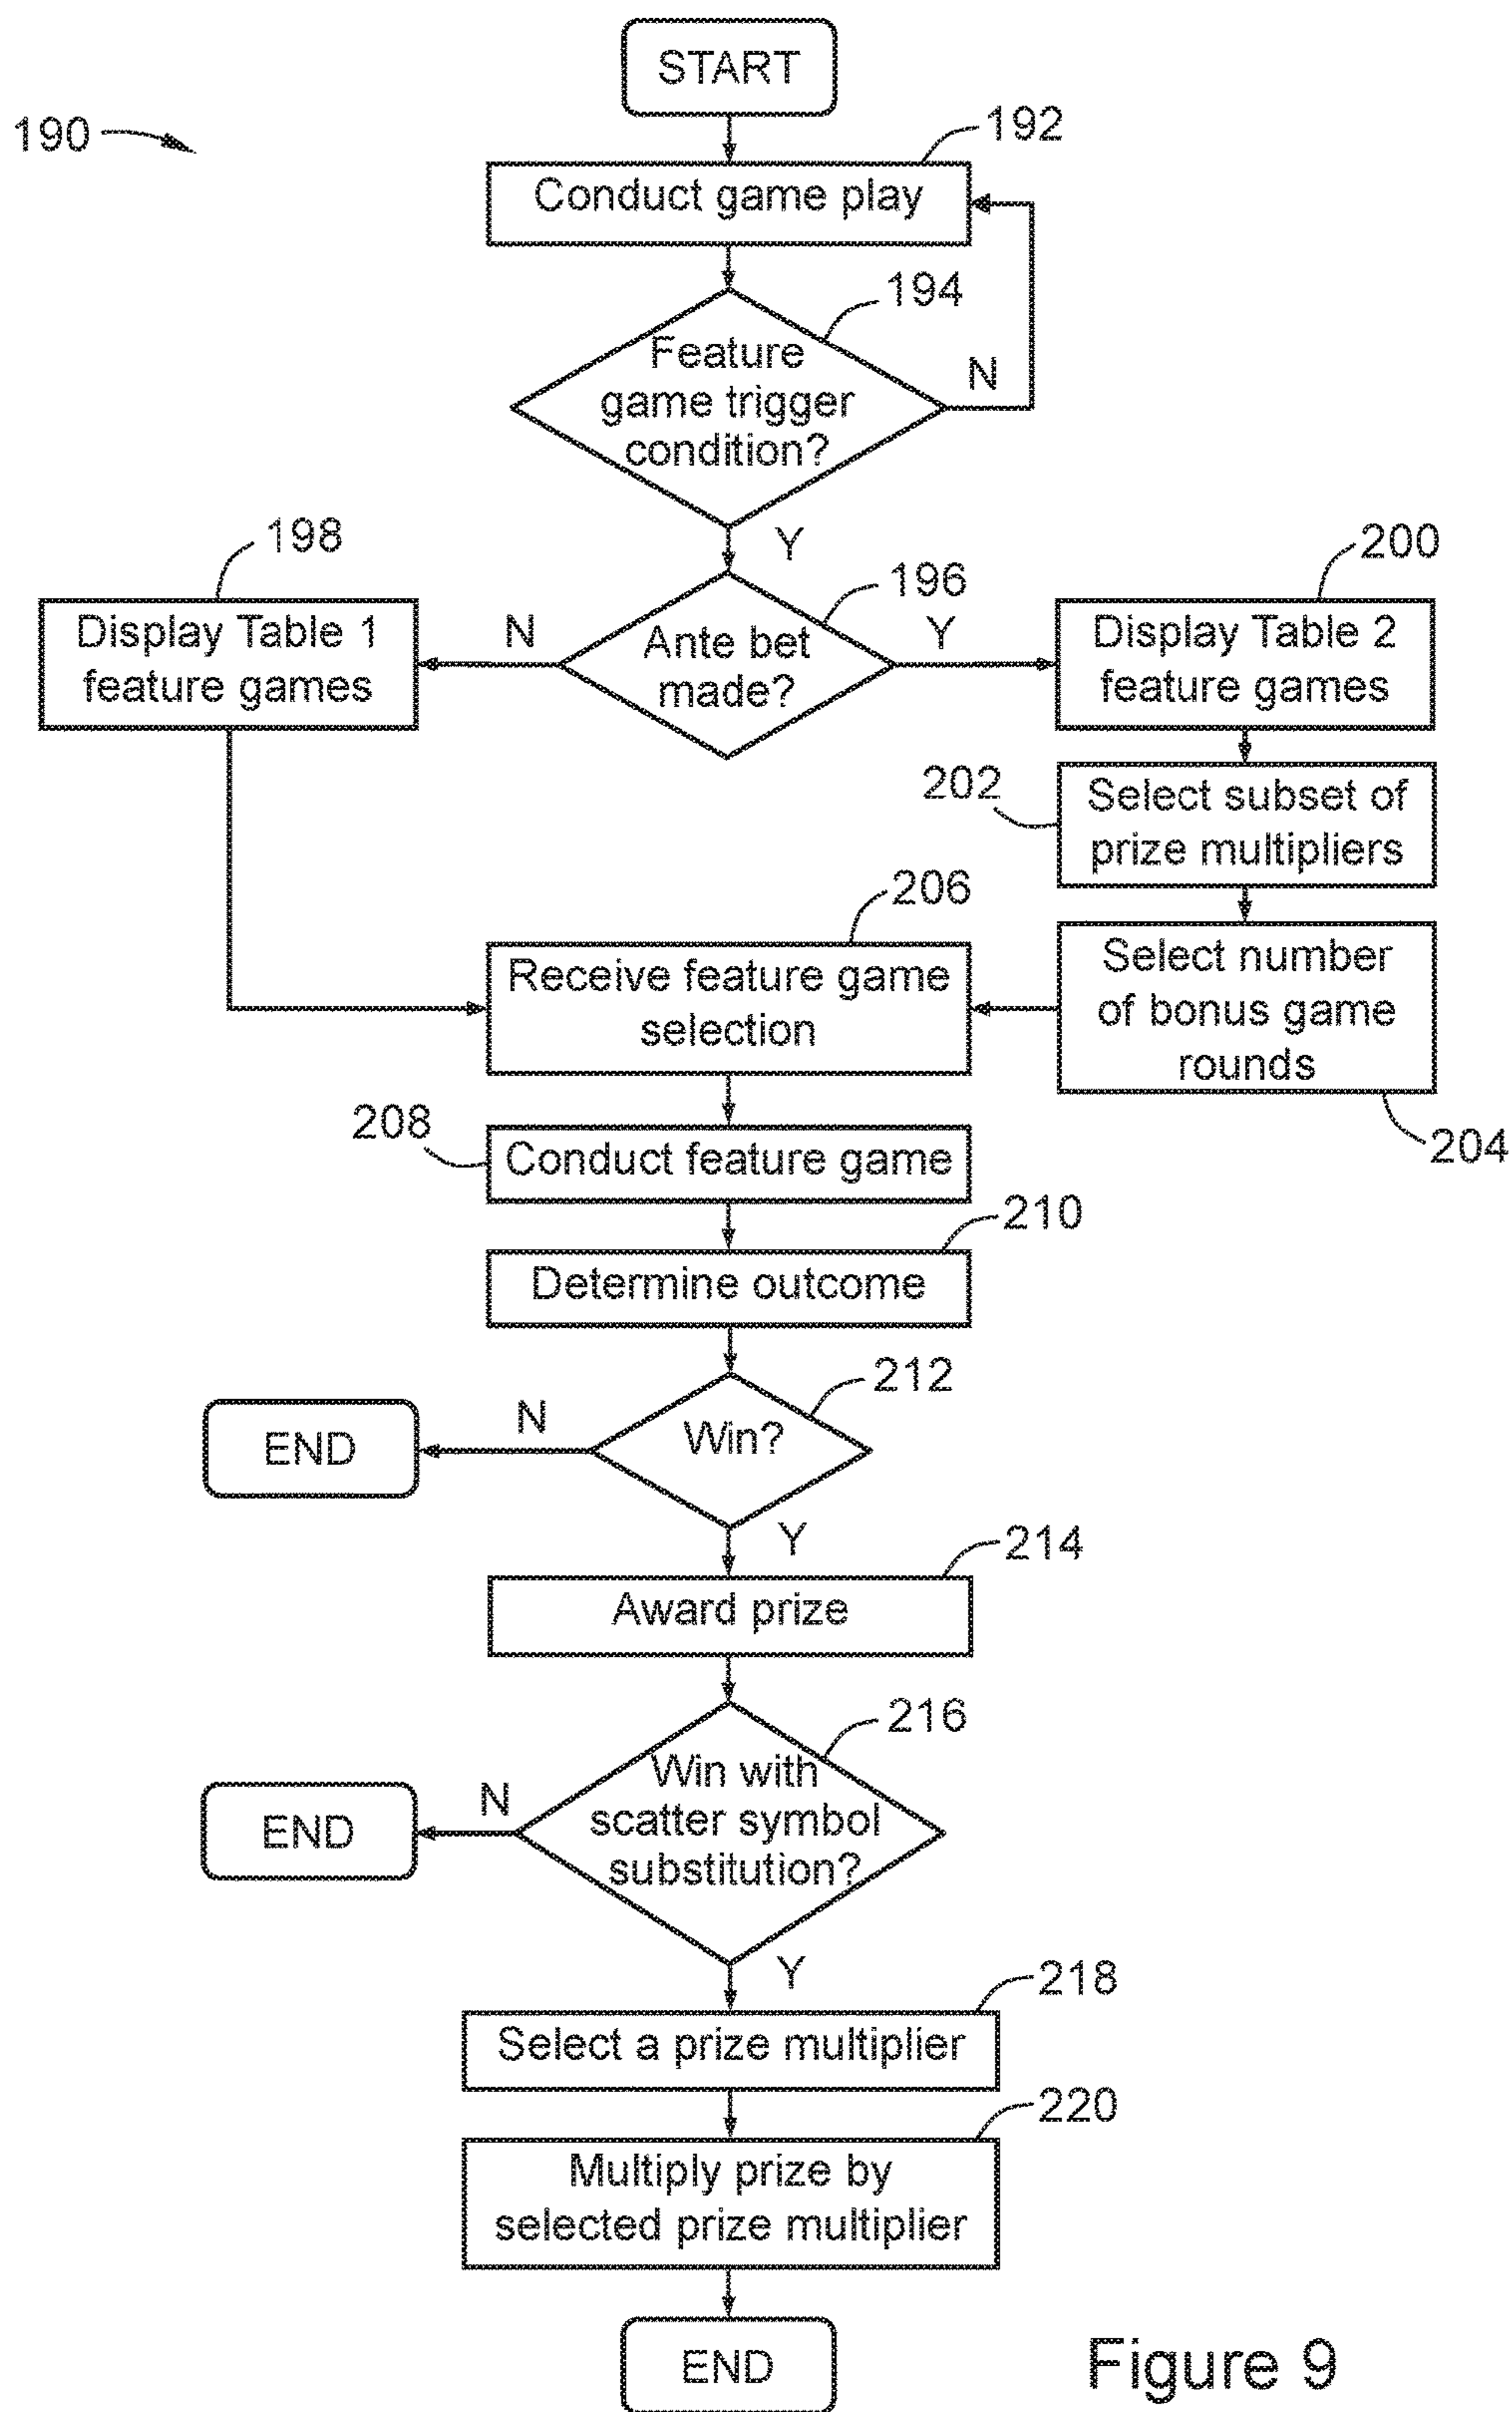 START
190
192
Conduct game play
194
Feature
game trigger
condition?
N
Y
198
196
200
Display Table 1
feature games
N
Ante bet
made?
Y
Display Table 2
feature games
202
Select subset of
prize multipliers
206
Receive feature game
selection
Select number
of bonus game
rounds
204
208
Conduct feature game
210
Determine outcome
212
Win?
N
END
Y
214
Award prize
216
Win with
scatter symbol
substitution?
N
END
Y
218
Select a prize multiplier
220
Multiply prize by
selected prize multiplier
END
Figure 9